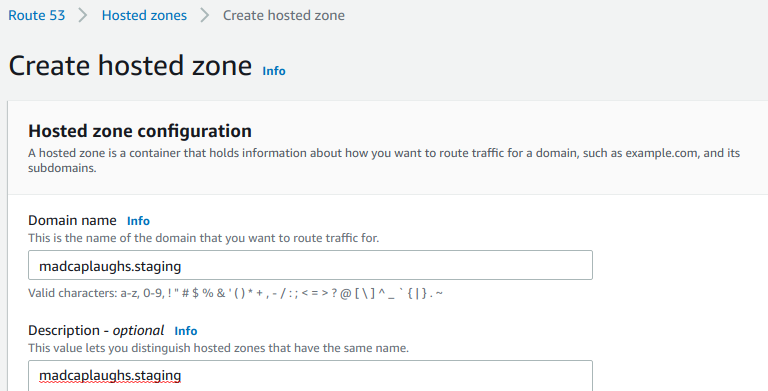 Route 53 > Hosted zones > Create hosted zone
Create hosted zone Info
Hosted zone configuration
A hosted zone is a container that holds information about how you want to route traffic for a domain, such as example.com, and its
subdomains.
Domain name Info
This is the name of the domain that you want to route traffic for.
madcaplaughs.staging
Valid characters: a-z, 0-9, ! " # $ % & ' ( ) * + , - / : ; < = > ? @ [ \ ] ^ _ ` { | } . ~
Description - optional Info
This value lets you distinguish hosted zones that have the same name.
madcaplaughs.staging